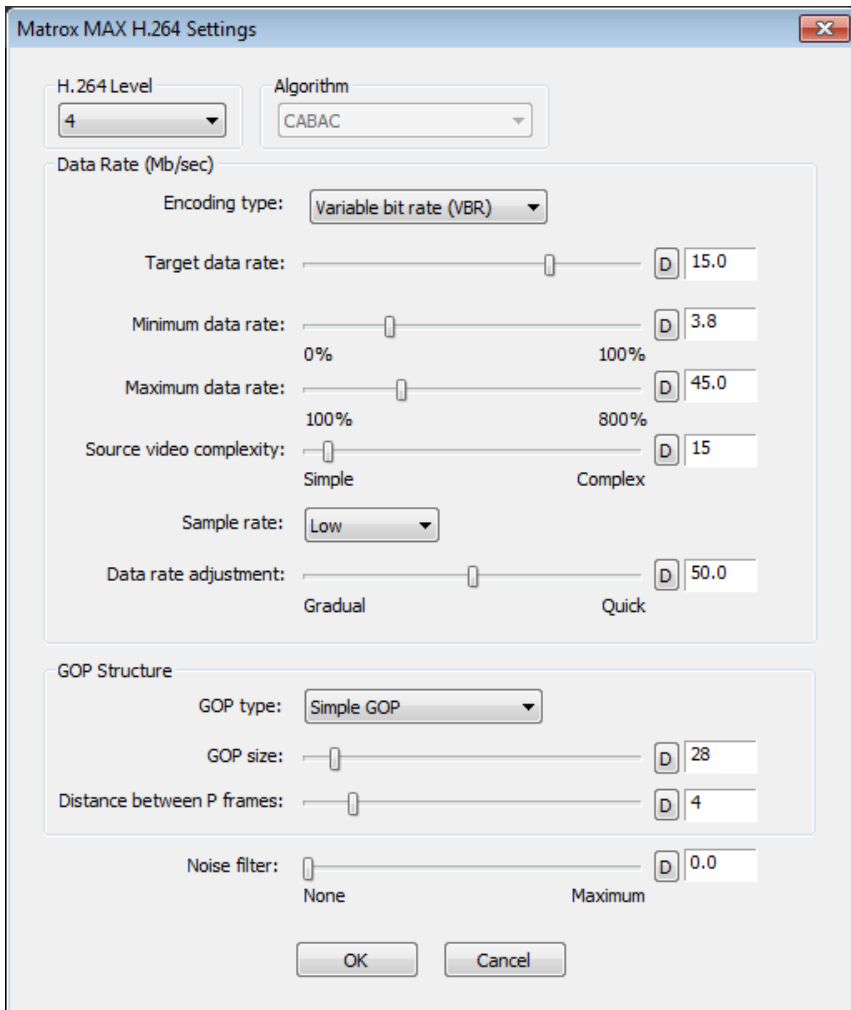 Matrox MAX H.264 Settings
H.264 Level Algorithm
4 CABAC
Data Rate (Mb/sec)
Encoding type: Variable bit rate (VBR)
Target data rate: D 15.0
Minimum data rate: D 3.8
0% 100%
Maximum data rate: D 45.0
100% 800%
Source video complexity: D 15
Simple Complex
Sample rate: Low
Data rate adjustment: D 50.0
Gradual Quick
GOP Structure
GOP type: Simple GOP
GOP size: D 28
Distance between P frames: D 4
Noise filter: D 0.0
None Maximum
OK Cancel